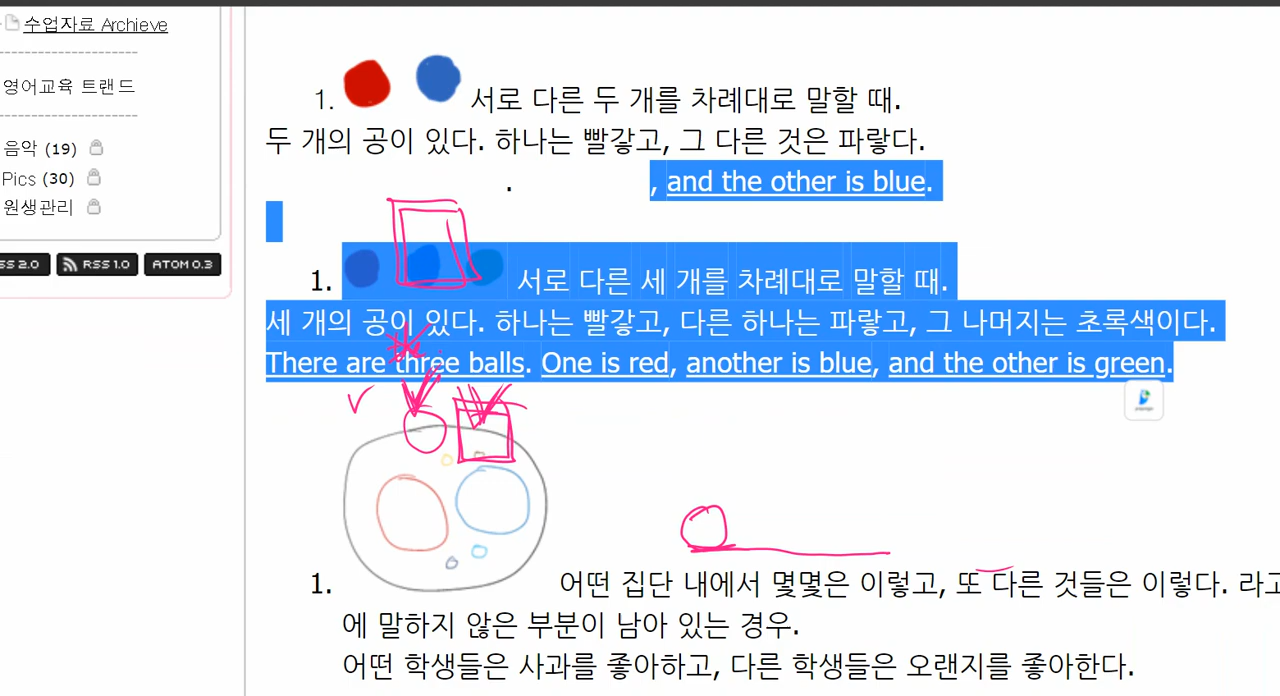 수업자료 Archieve
영어교육 트랜드
음악 (19)
Pics (30)
원생관리
RSS 1.0
ATOM 0.3
1. 서로 다른 두 개를 차례대로 말할 때.
두 개의 공이 있다. 하나는 빨갛고, 그 다른 것은 파랗다.
. , and the other is blue.
1. 서로 다른 세 개를 차례대로 말할 때.
세 개의 공이 있다. 하나는 빨갛고, 다른 하나는 파랗고, 그 나머지는 초록색이다.
There are three balls. One is red, another is blue, and the other is green.
1. 어떤 집단 내에서 몇몇은 이렇고, 또 다른 것들은 이렇다. 라고
에 말하지 않은 부분이 남아 있는 경우.
어떤 학생들은 사과를 좋아하고, 다른 학생들은 오랜지를 좋아한다.